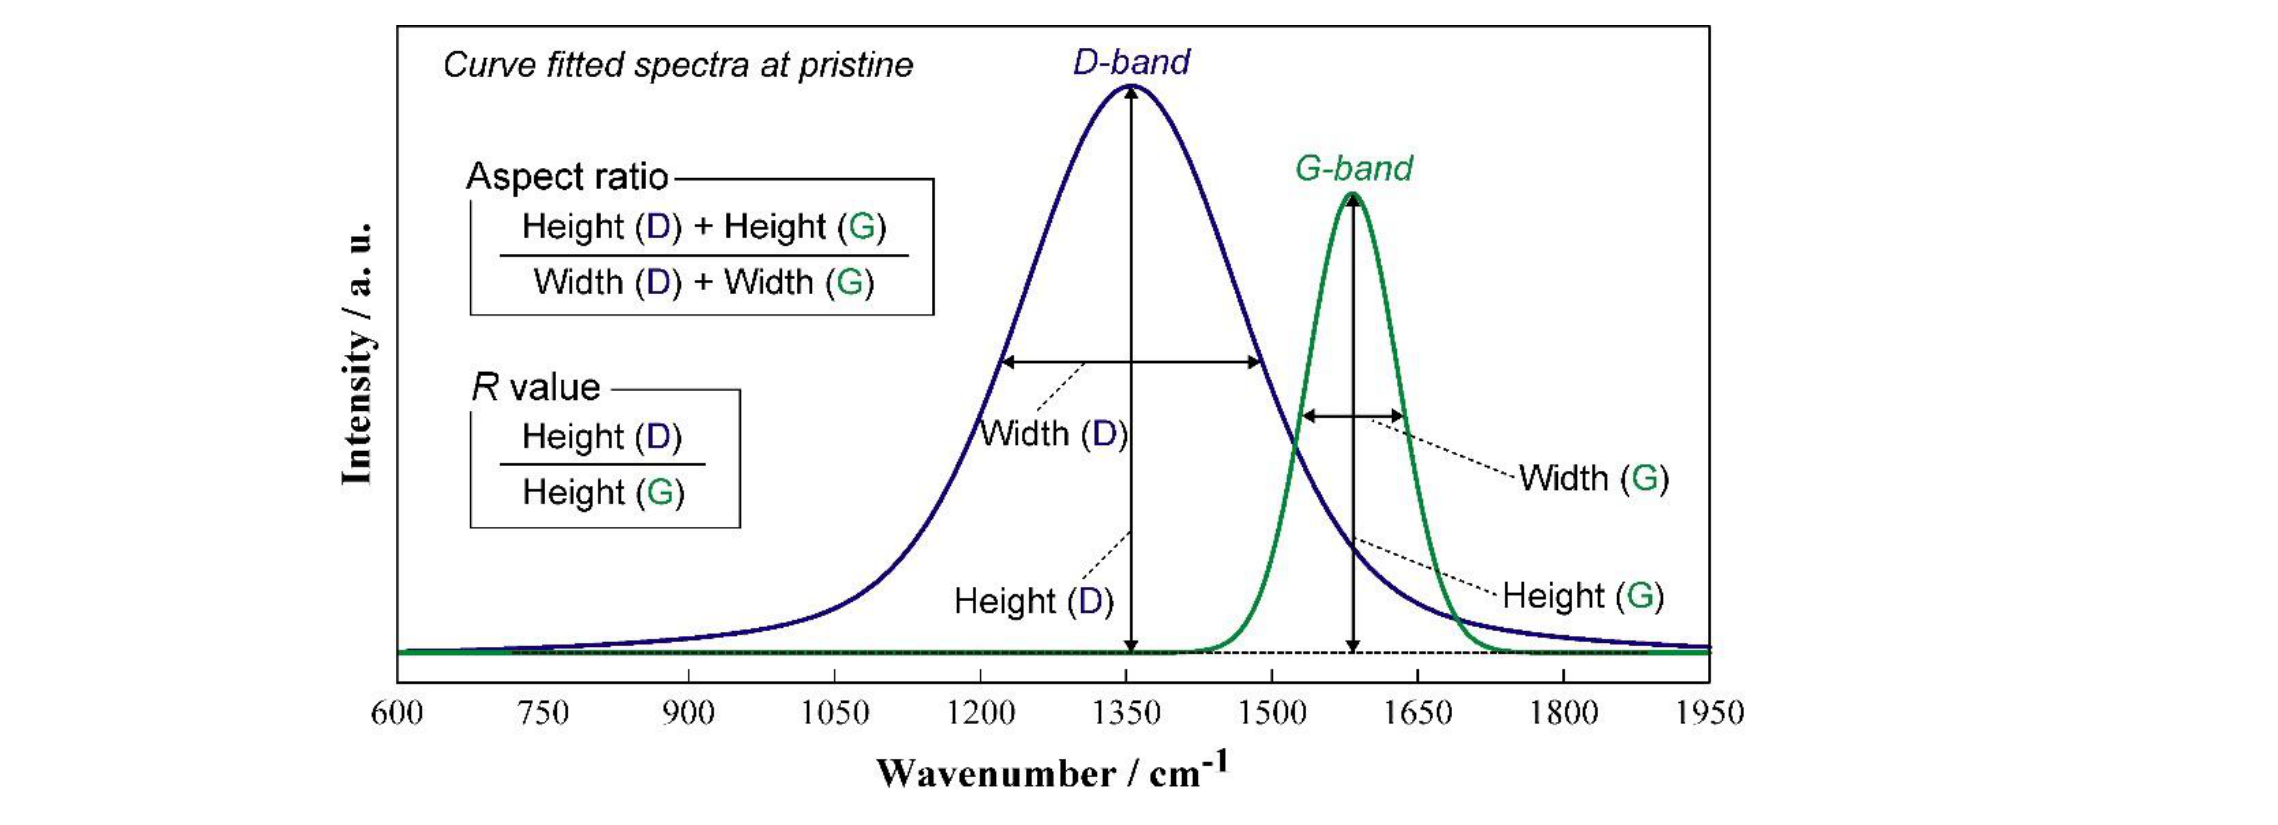 Curve fitted spectra at pristine
D-band
G-band
Aspect ratio
Height (D) + Height (G)
Width (D) + Width (G)
R value
Height (D)
Height (G)
Width (D)
Width (G)
Height (D)
Height (G)
Intensity / a. u.
600 750 900 1050 1200 1350 1500 1650 1800 1950
Wavenumber / cm-1